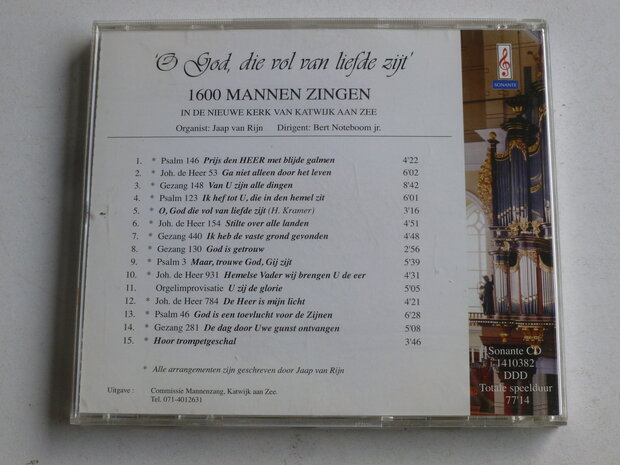 'O God, die vol van liefde zijt'
1600 MANNEN ZINGEN
IN DE NIEUWE KERK VAN KATWIJK AAN ZEE
Organist: Jaap van Rijn Dirigent: Bert Noteboom jr.
1. * Psalm 146 Prijs den HEER met blijde galmen 4'22
2. * Joh. de Heer 53 Ga niet alleen door het leven 6'02
3. * Gezang 148 Van U zijn alle dingen 8'42
4. * Psalm 123 Ik hef tot U, die in den hemel zit 6'01
5. * O, God die vol van liefde zijt (H. Kramer) 3'16
6. * Joh. de Heer 154 Stilte over alle landen 4'51
7. * Gezang 440 Ik heb de vaste grond gevonden 4'48
8. * Gezang 130 God is getrouw 2'56
9. * Psalm 3 Maar, trouwe God, Gij zijt 5'39
10. * Joh. de Heer 931 Hemelse Vader wij brengen U de eer 4'31
11. Orgelimprovisatie U zij de glorie 5'05
12. * Joh. de Heer 784 De Heer is mijn licht 4'21
13. * Psalm 46 God is een toevlucht voor de Zijnen 6'28
14. * Gezang 281 De dag door Uwe gunst ontvangen 5'08
15. * Hoor trompetgeschal 3'46
* Alle arrangementen zijn geschreven door Jaap van Rijn
Uitgave : Commissie Mannenzang, Katwijk aan Zee.
Tel. 071-4012631
SONANTE
Sonante CD
1410382
DDD
Totale speelduur
77'14